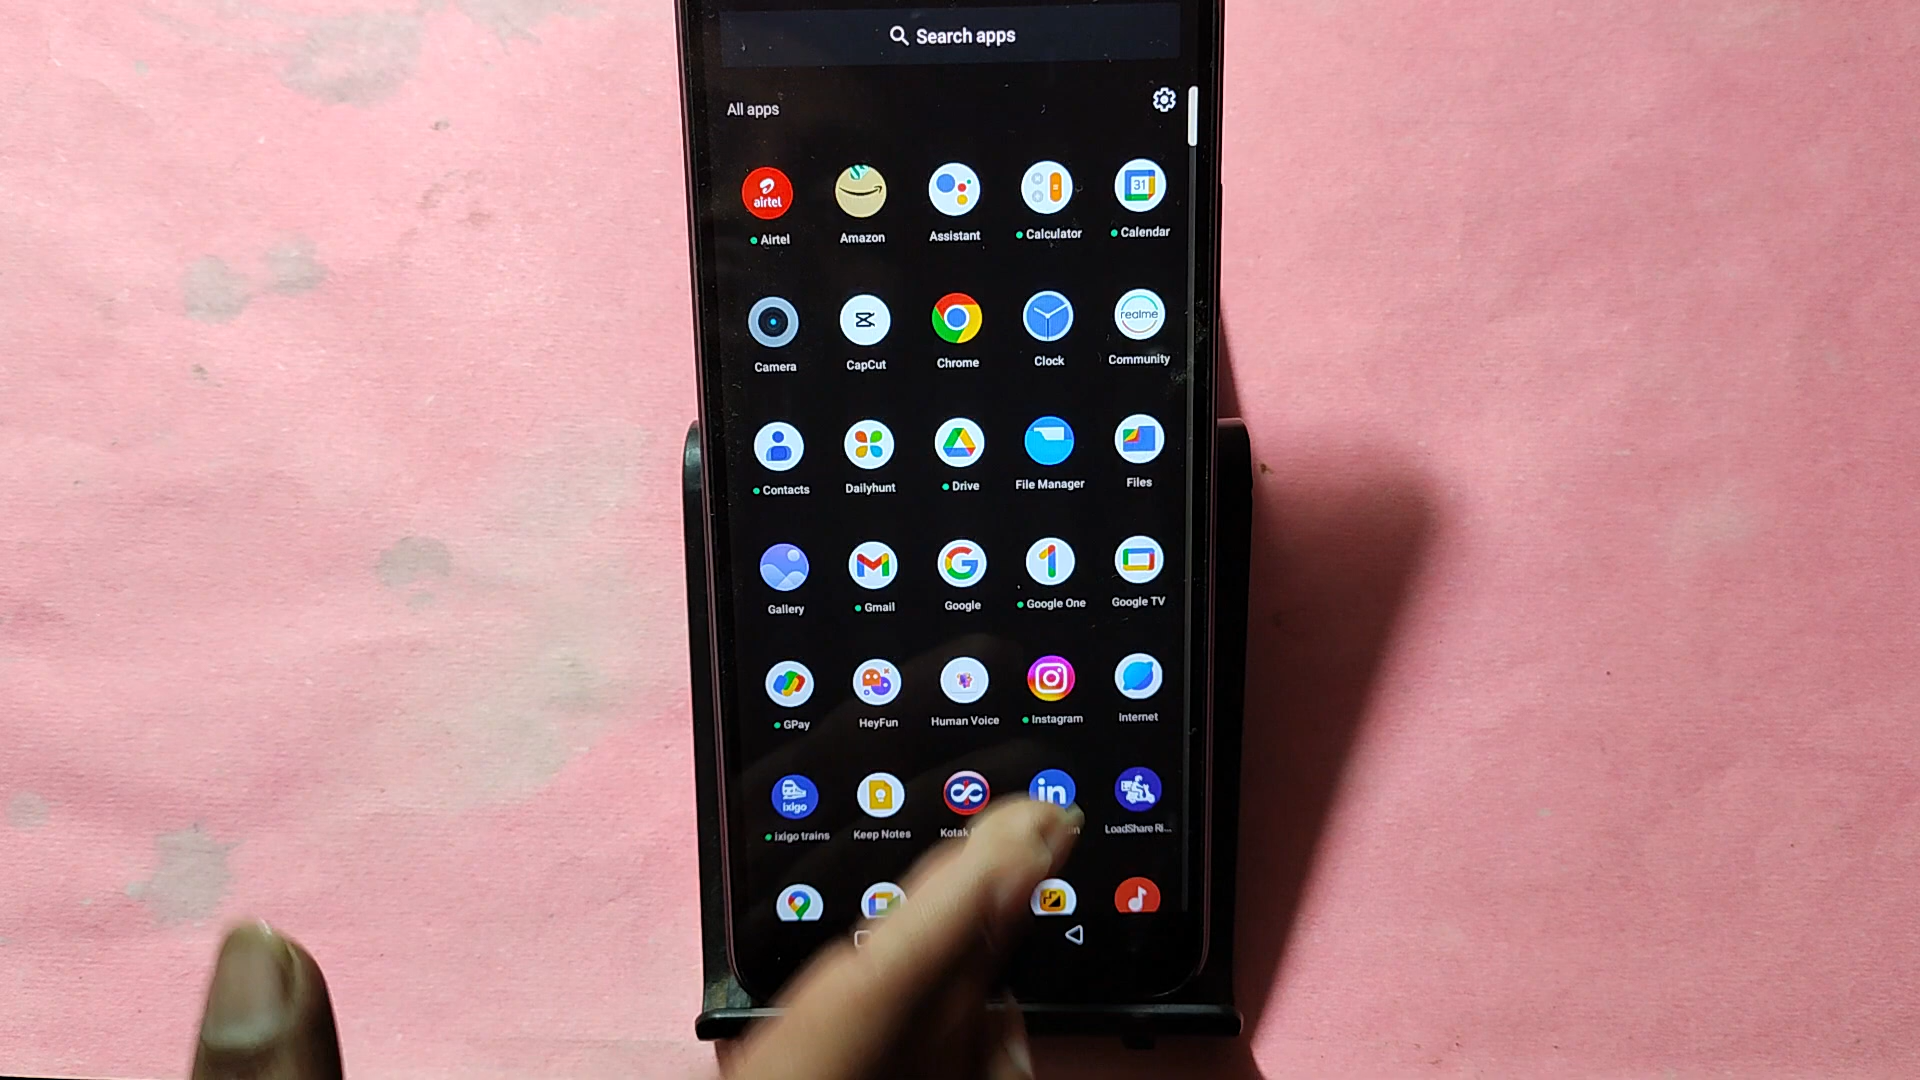 Search apps
All apps
airtel
31
Airtel Amazon Assistant Calculator Calendar
realme
Camera CapCut Chrome Clock Community
Contacts Dailyhunt Drive File Manager Files
Gallery Gmail Google Google One Google TV
GPay HeyFun Human Voice Instagram Internet
ixigo in
ixigo trains Keep Notes Kotak LoadShare Ri...